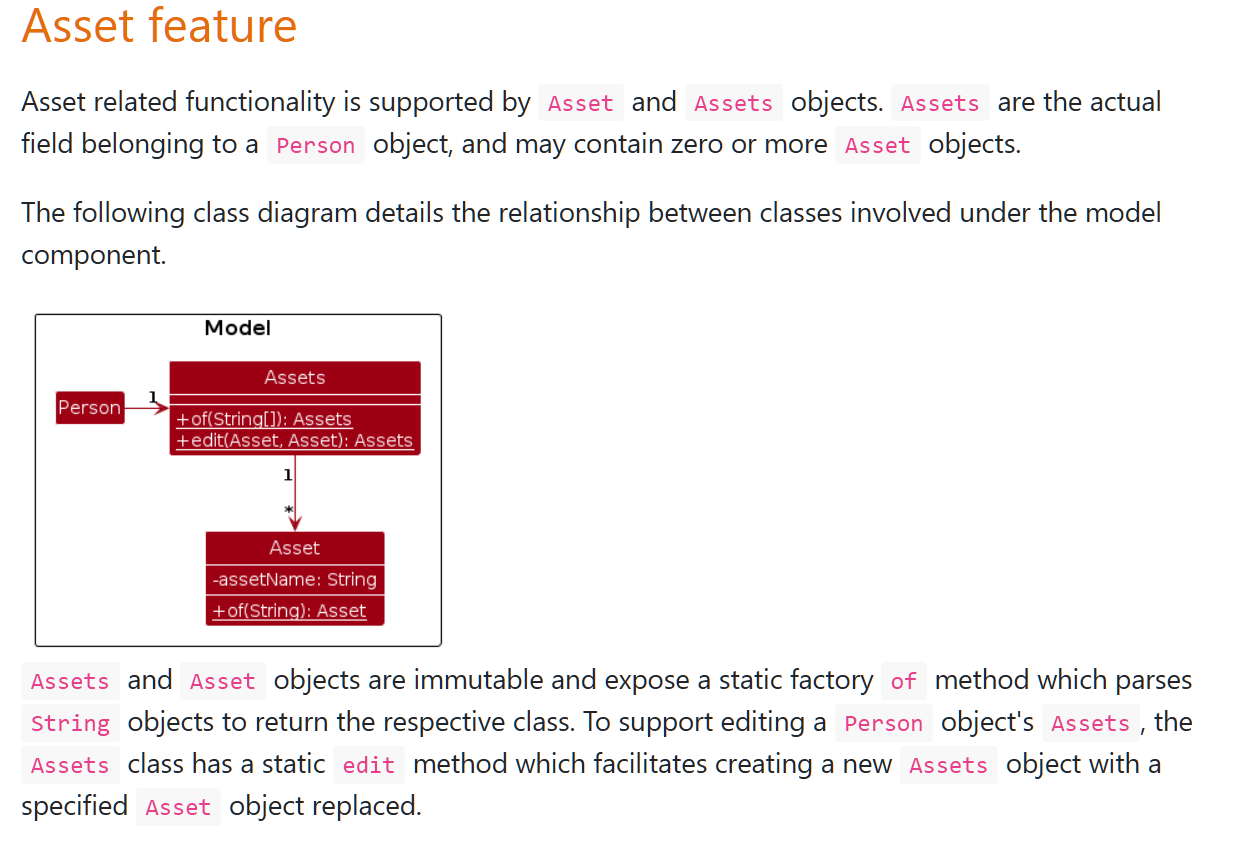 Asset feature
Asset related functionality is supported by Asset and Assets objects. Assets are the actual
field belonging to a Person object, and may contain zero or more Asset objects.
The following class diagram details the relationship between classes involved under the model
component.
Model
Assets
Person
1
+of(String[]): Assets
+edit(Asset, Asset): Assets
1
*
Asset
-assetName: String
+of(String): Asset
Assets and Asset objects are immutable and expose a static factory of method which parses
String objects to return the respective class. To support editing a Person object's Assets , the
Assets class has a static edit method which facilitates creating a new Assets object with a
specified Asset object replaced.